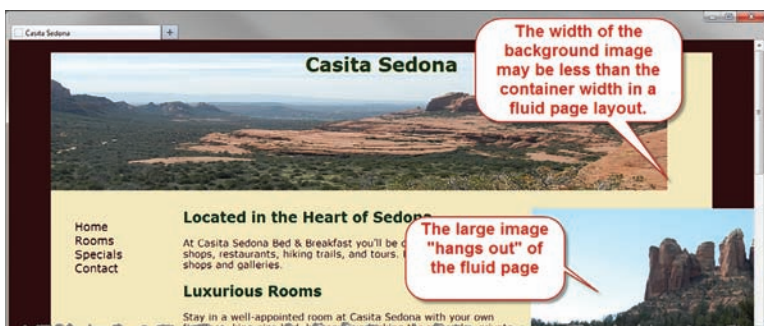 Casita Sedona
Casita Sedona
The width of the
background image
may be less than the
container width in a
fluid page layout.
Home
Rooms
Specials
Contact
Located in the Heart of Sedona
At Casita Sedona Bed & Breakfast you'll be
shops, restaurants, hiking trails, and tours.
shops and galleries.
The large image
"hangs out" of
the fluid page
Luxurious Rooms
Stay in a well-appointed room at Casita Sedona with your own